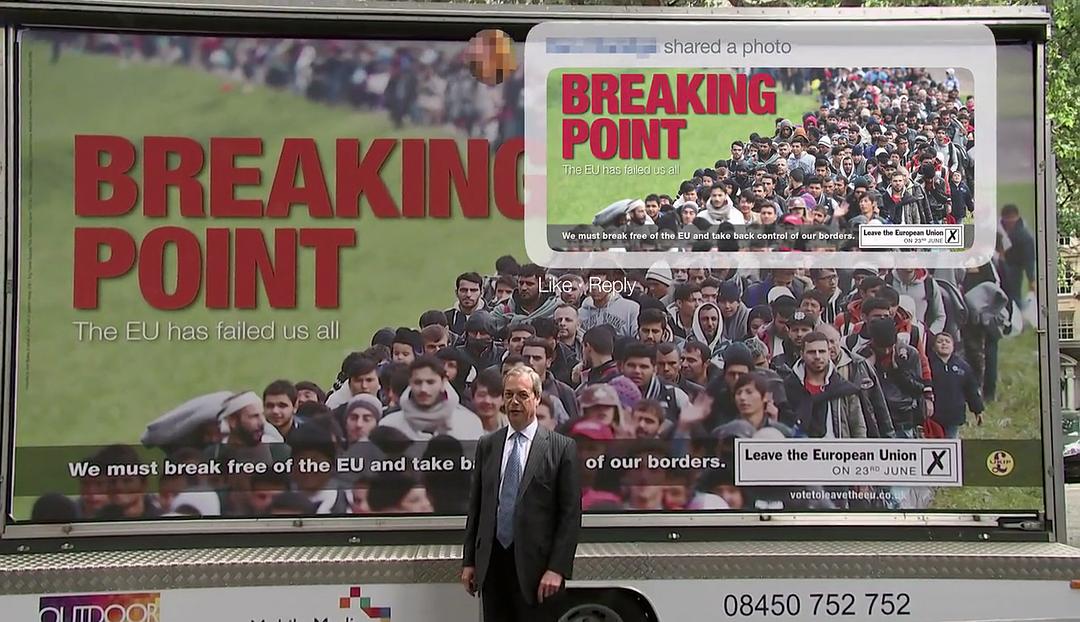 shared a photo
BREAKING
POINT
The EU has failed us all
We must break free of the EU and take back control of our borders.
Leave the European Union X
ON 23RD JUNE
Like · Reply
BREAKING
POINT
The EU has failed us all
We must break free of the EU and take ba
of our borders.
Leave the European Union X
ON 23RD JUNE
UKIP
votetoleavetheeu.co.uk
OUTDOOR
08450 752 752